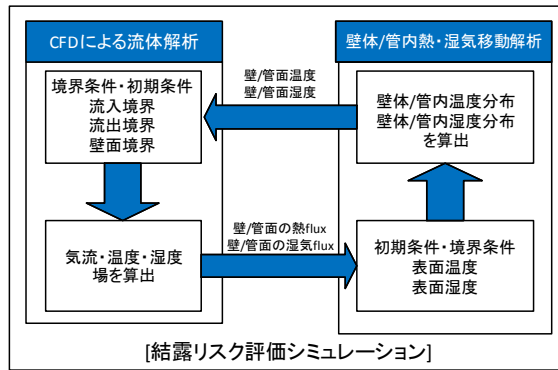 CFDによる流体解析
境界条件・初期条件
流入境界
流出境界
壁面境界
気流・温度・湿度
場を算出
壁/管面温度
壁/管面湿度
壁/管面の熱flux
壁/管面の湿気flux
壁体/管内熱・湿気移動解析
壁体/管内温度分布
壁体/管内湿度分布
を算出
初期条件・境界条件
表面温度
表面湿度
[結露リスク評価シミュレーション]